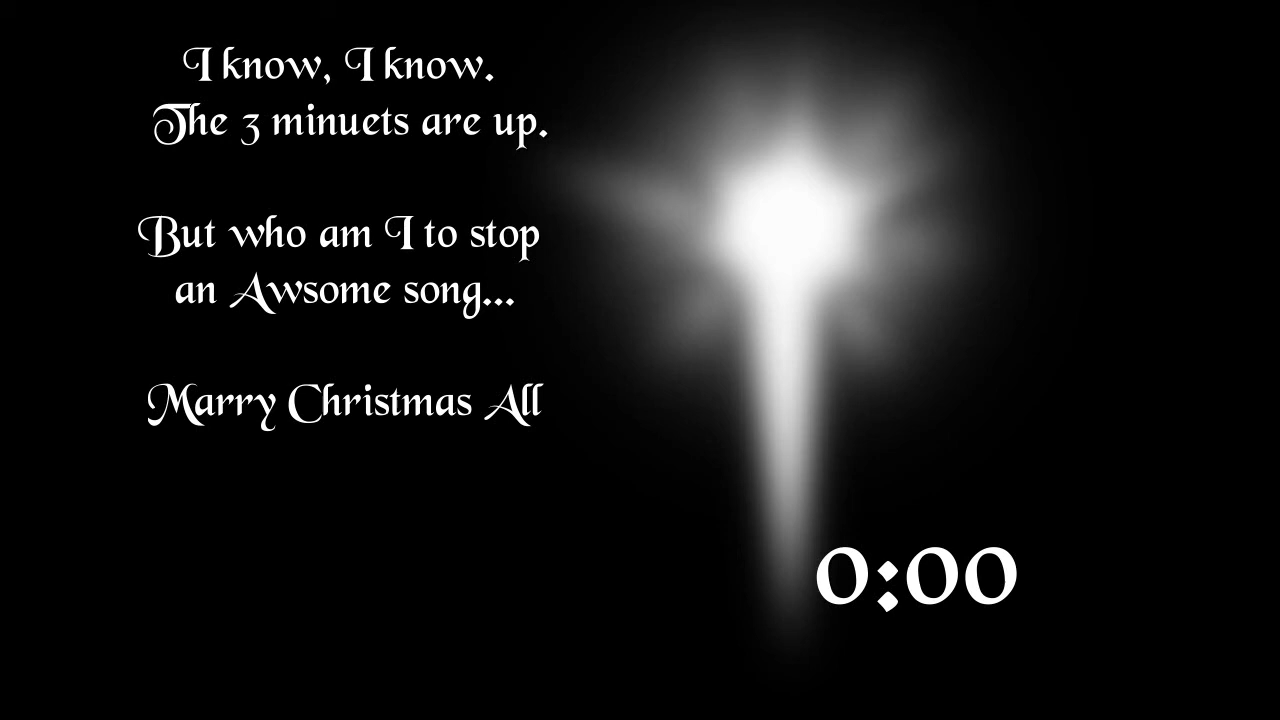 I know, I know.
The 3 minuets are up.
But who am I to stop
an Awsome song...
Marry Christmas All
0:00